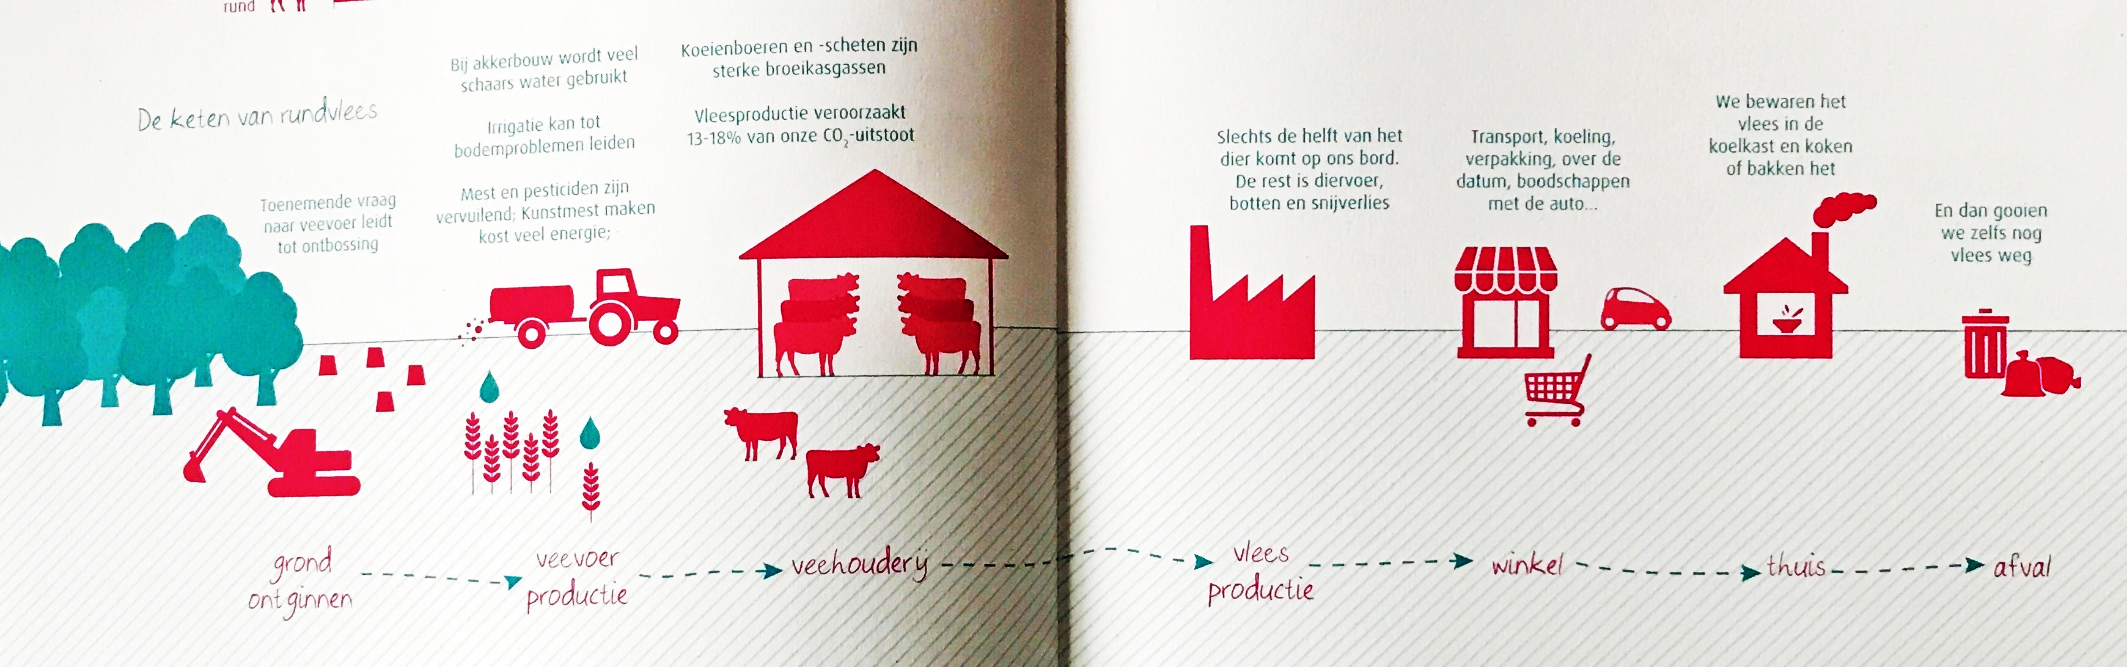 rund
De keten van rundvlees
Toenemende vraag
naar veevoer leidt
tot ontbossing
Bij akkerbouw wordt veel
schaars water gebruikt
Irrigatie kan tot
bodemproblemen leiden
Mest en pesticiden zijn
vervuilend; Kunstmest maken
kost veel energie;
Koeienboeren en -scheten zijn
sterke broeikasgassen
Vleesproductie veroorzaakt
13-18% van onze CO₂-uitstoot
Slechts de helft van het
dier komt op ons bord.
De rest is diervoer,
botten en snijverlies
Transport, koeling,
verpakking, over de
datum, boodschappen
met de auto...
We bewaren het
vlees in de
koelkast en koken
of bakken het
En dan gooien
we zelfs nog
vlees weg
grond
ontginnen
veevoer
productie
veehouderij
vlees
productie
winkel
thuis
afval